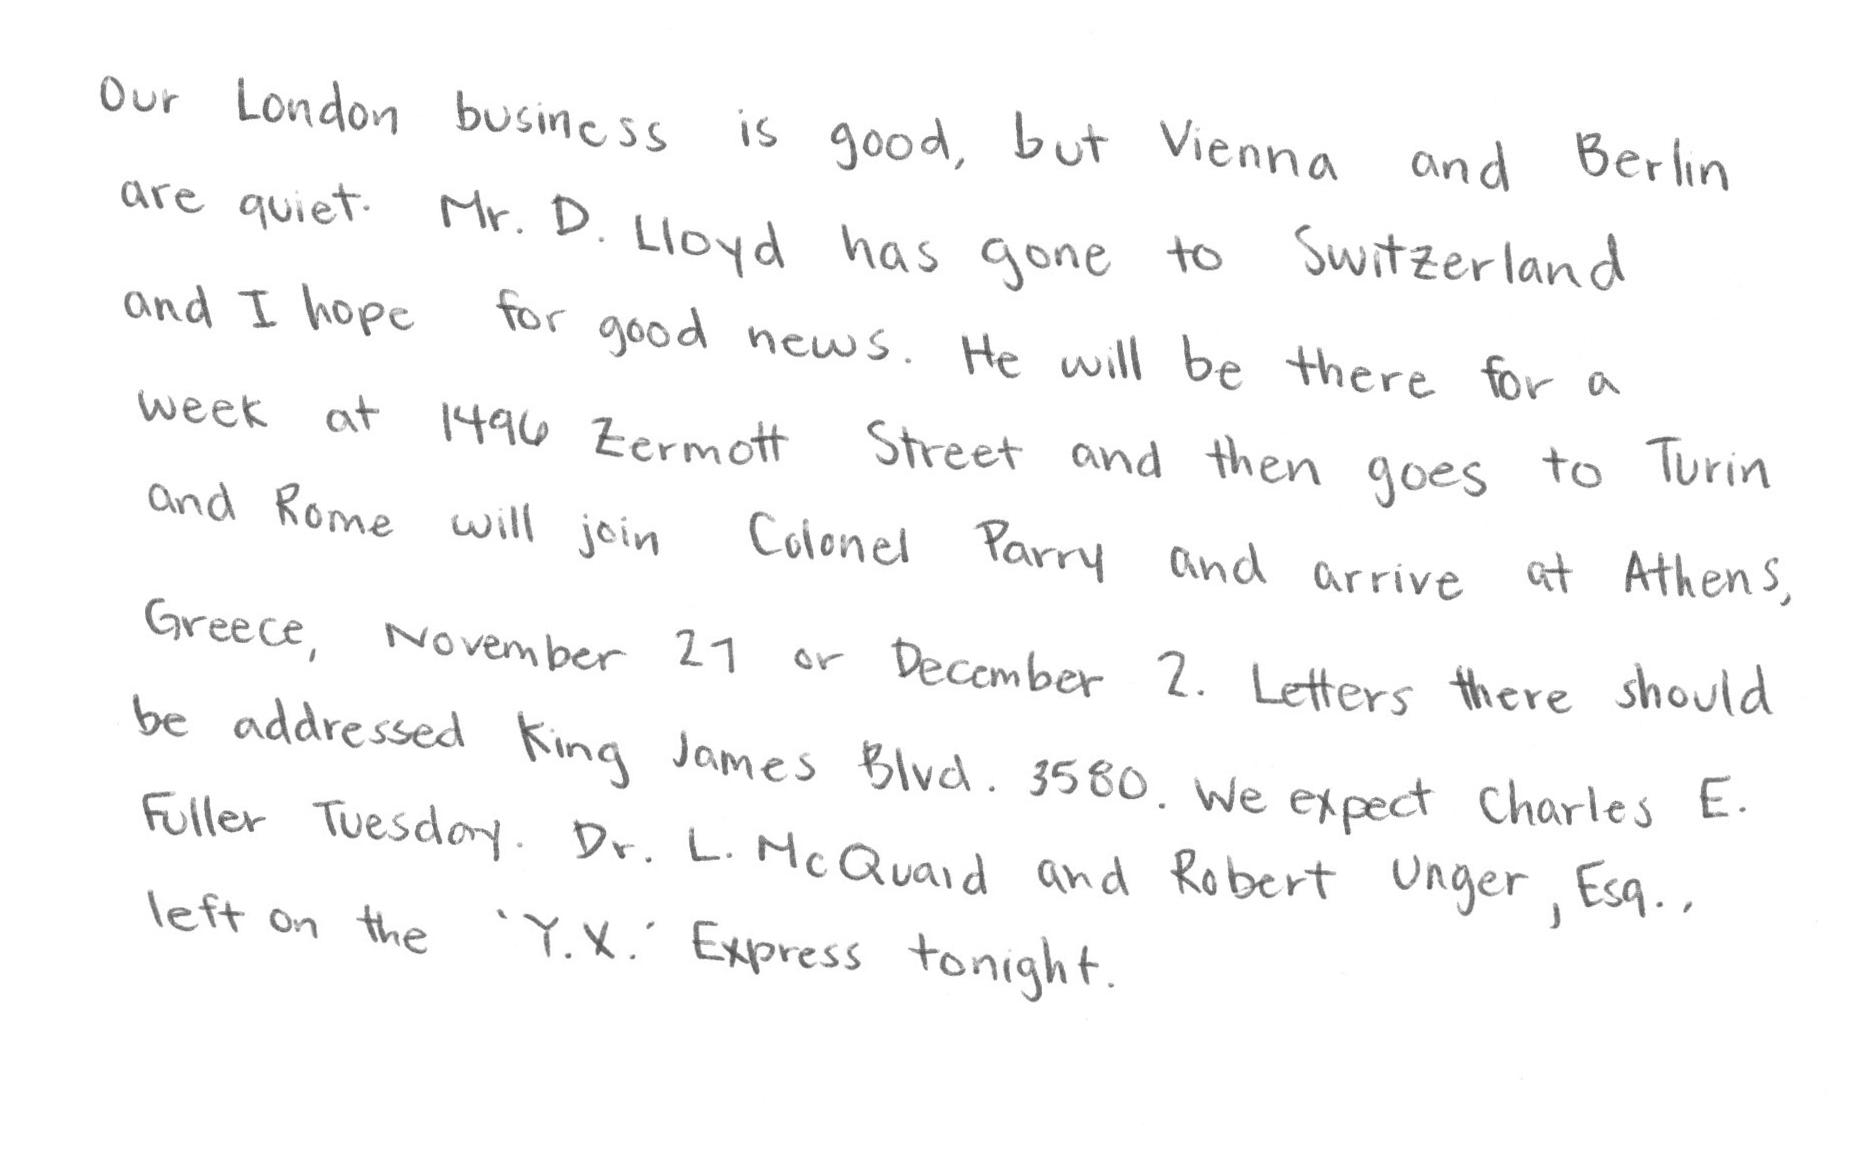 Our London business is good, but Vienna and Berlin
are quiet. Mr. D. Lloyd has gone to Switzerland
and I hope for good news. He will be there for a
week at 1496 Zermott Street and then goes to Turin
and Rome will join Colonel Parry and arrive at Athens,
Greece, November 27 or December 2. Letters there should
be addressed King James Blvd. 3580. We expect Charles E.
Fuller Tuesday. Dr. L. McQuaid and Robert Unger, Esq.,
left on the 'Y.X.' Express tonight.